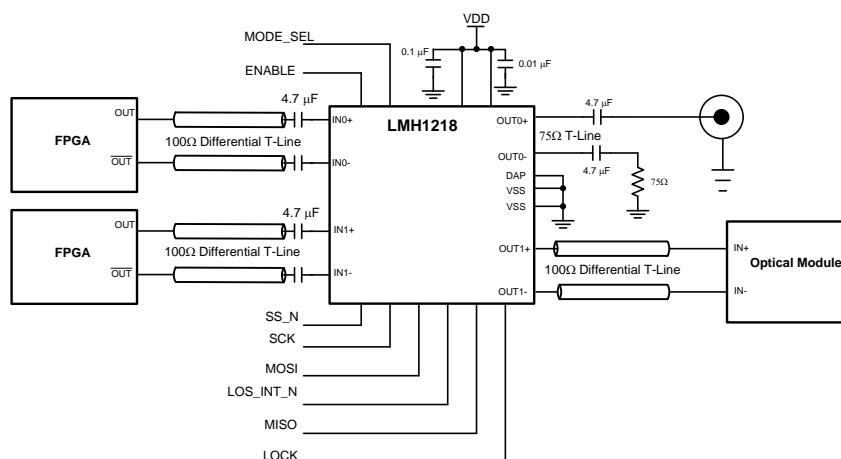 VDD
MODE_SEL
0.1 μF
0.01 μF
ENABLE
4.7 μF
4.7 μF
OUT
IN0+
LMH1218
OUT0+
FPGA
100Ω Differential T-Line
75Ω T-Line
OUT
IN0-
OUT0-
4.7 μF
75Ω
DAP
VSS
VSS
4.7 μF
OUT
IN1+
FPGA
100Ω Differential T-Line
OUT1+
IN+
OUT
IN1-
100Ω Differential T-Line
Optical Module
OUT1-
IN-
SS_N
SCK
MOSI
LOS_INT_N
MISO
LOCK